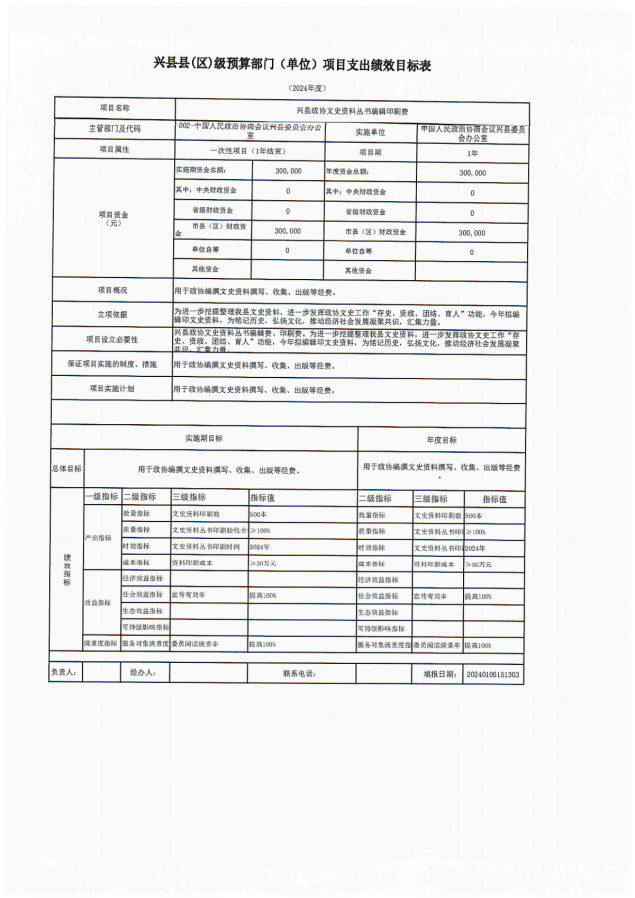 兴县县(区)级预算部门（单位）项目支出绩效目标表
（2024年度）
项目名称 兴县政协文史资料丛书编辑印刷费
主管部门及代码 002-中国人民政治协商会议兴县委员会办公室 实施单位 中国人民政治协商会议兴县委员会办公室
项目属性 一次性项目（1年结束） 项目期 1年
项目资金（元） 实施期资金总额： 300,000 年度资金总额： 300,000
其中：中央财政资金 0 其中：中央财政资金 0
省级财政资金 0 省级财政资金 0
市县（区）财政资金 300,000 市县（区）财政资金 300,000
单位自筹 0 单位自筹 0
其他资金 其他资金
项目概况 用于政协编撰文史资料撰写、收集、出版等经费。
立项依据 为进一步挖掘整理我县文史资料，进一步发挥政协文史工作“存史、资政、团结、育人”功能，今年拟编
辑印文史资料，为铭记历史，弘扬文化，推动经济社会发展凝聚共识，汇集力量。
项目设立必要性 兴县政协文史资料丛书编辑费、印刷费。为进一步挖掘整理我县文史资料，进一步发挥政协文史工作“存
史、资政、团结、育人”功能，今年拟编辑印文史资料，为铭记历史，弘扬文化，推动经济社会发展凝聚
共识，汇集力量
保证项目实施的制度、措施 用于政协编撰文史资料撰写、收集、出版等经费。
项目实施计划 用于政协编撰文史资料撰写、收集、出版等经费。
实施期目标 年度目标
总体目标 用于政协编撰文史资料撰写、收集、出版等经费。 用于政协编撰文史资料撰写、收集、出版等经费。
绩效指标 一级指标 二级指标 三级指标 指标值 二级指标 三级指标 指标值
产出指标 数量指标 文史资料印刷数 500本 数量指标 文史资料印刷数 500本
质量指标 文史资料丛书印刷验收合 ≥100% 质量指标 文史资料丛书印 ≥100%
时效指标 文史资料丛书印刷时间 2024年 时效指标 文史资料丛书印 2024年
成本指标 资料印刷成本 ≥30万元 成本指标 资料印刷成本 ≥30万元
效益指标 经济效益指标 经济效益指标
社会效益指标 宣传有效率 提高100% 社会效益指标 宣传有效率 提高100%
生态效益指标 生态效益指标
可持续影响指标 可持续影响指标
满意度指标 服务对象满意度 委员阅读满意率 提高100% 服务对象满意度指 委员阅读满意率 提高100%
负责人： 经办人： 联系电话： 填报日期： 20240105151303